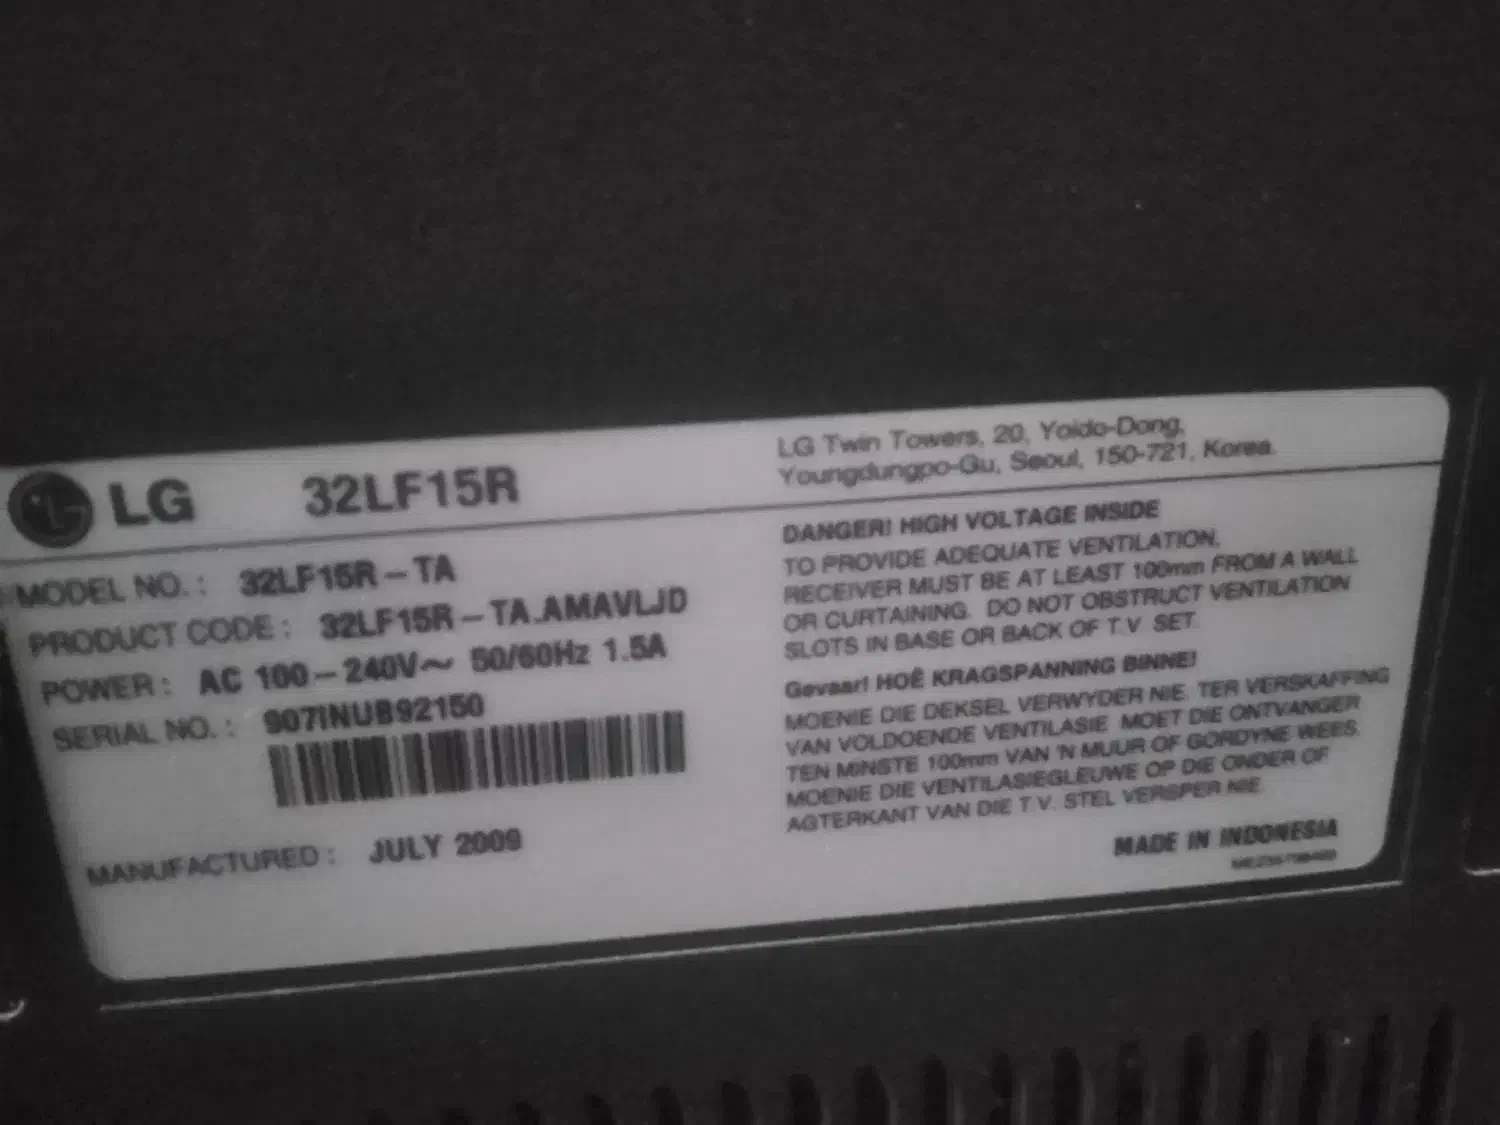 LG 32LF15R
LG Twin Towers, 20, Yoido-Dong,
Youngdungpo-Gu, Seoul, 150-721, Korea.
MODEL NO. : 32LF15R-TA
PRODUCT CODE : 32LF15R-TA.AMAVLJD
POWER : AC 100-240V~ 50/60Hz 1.5A
SERIAL NO. : 907INUB92150
MANUFACTURED : JULY 2009
DANGER! HIGH VOLTAGE INSIDE
TO PROVIDE ADEQUATE VENTILATION,
RECEIVER MUST BE AT LEAST 100mm FROM A WALL
OR CURTAINING. DO NOT OBSTRUCT VENTILATION
SLOTS IN BASE OR BACK OF T.V SET.
Gevaar! HOË KRAGSPANNING BINNE!
MOENIE DIE DEKSEL VERWYDER NIE. TER VERSKAFFING
VAN VOLDOENDE VENTILASIE MOET DIE ONTVANGER
TEN MINSTE 100mm VAN 'N MUUR OF GORDYNE WEES.
MOENIE DIE VENTILASIEGLEUWE OP DIE ONDER OF
AGTERKANT VAN DIE T.V. STEL VERSPER NIE.
MADE IN INDONESIA